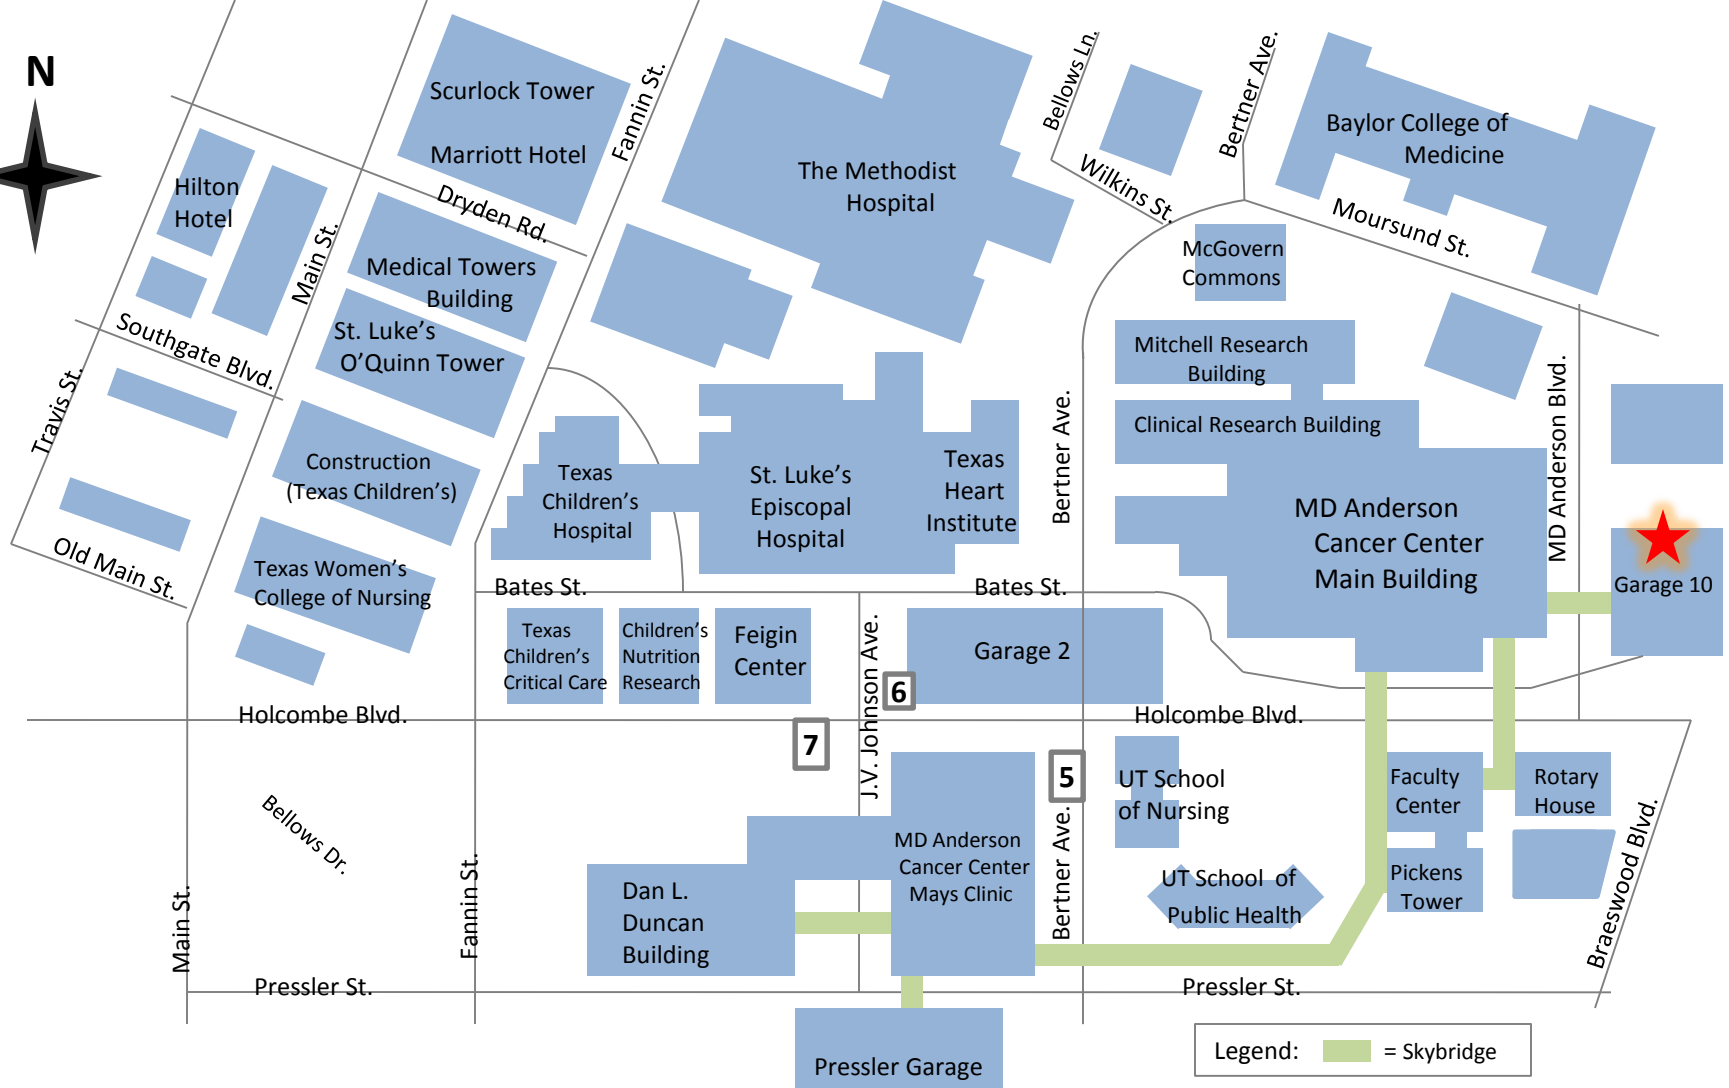 N
Scurlock Tower
Marriott Hotel
Fannin St.
Bellows Ln.
Bertner Ave.
Baylor College of
Medicine
Hilton
Hotel
Main St.
Dryden Rd.
The Methodist
Hospital
Wilkins St.
Moursund St.
McGovern
Commons
Medical Towers
Building
St. Luke's
O'Quinn Tower
Southgate Blvd.
Travis St.
Mitchell Research
Building
Clinical Research Building
MD Anderson Blvd.
Bertner Ave.
Construction
(Texas Children's)
Texas
Children's
Hospital
St. Luke's
Episcopal
Hospital
Texas
Heart
Institute
MD Anderson
Cancer Center
Main Building
Garage 10
Old Main St.
Texas Women's
College of Nursing
Bates St.
Bates St.
Texas
Children's
Critical Care
Children's
Nutrition
Research
Feigin
Center
J.V. Johnson Ave.
Garage 2
6
Holcombe Blvd.
Holcombe Blvd.
7
5
UT School
of Nursing
Faculty
Center
Rotary
House
Bellows Dr.
Main St.
Fannin St.
Dan L.
Duncan
Building
MD Anderson
Cancer Center
Mays Clinic
Bertner Ave.
UT School of
Public Health
Pickens
Tower
Braeswood Blvd.
Pressler St.
Pressler St.
Pressler Garage
Legend:
= Skybridge